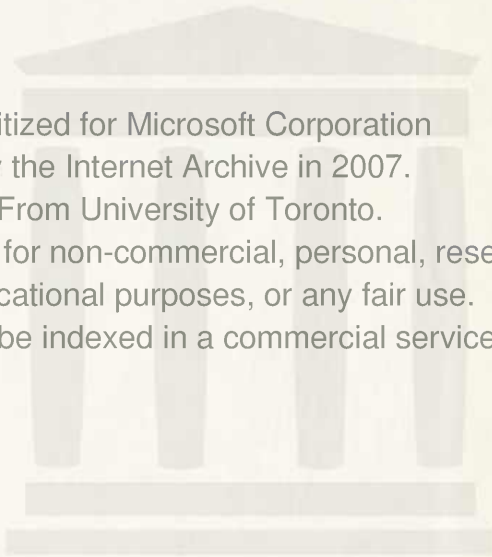 itized for Microsoft Corporation
the Internet Archive in 2007.
From University of Toronto.
for non-commercial, personal, rese
cational purposes, or any fair use.
be indexed in a commercial service